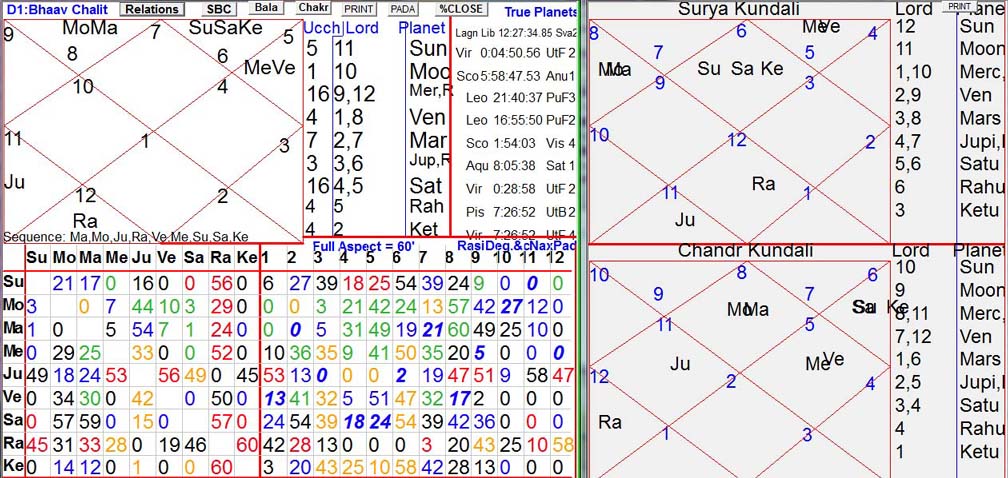 D1:Bhaav Chalit Relations SBC Bala Chakr PRINT PADA %CLOSE True Planets
9 MoMa 7 SuSaKe 5
8 6
MeVe
10 4
11 1 3
Ju
12 2
Ra
Sequence: Ma,Mo,Ju,Ra,Ve,Me,Su,Sa,Ke
Ucch Lord Planet
5 11 Sun
1 10 Moo
16 9,12 Mer,R
4 1,8 Ven
7 2,7 Mar
3 3,6 Jup,R
16 4,5 Sat
4 5 Rah
4 2 Ket
Lagn Lib 12:27:34.85 Sva2
Vir 0:04:50.56 UtF 2
Sco 5:58:47.53 Anu1
Leo 21:40:37 PuF3
Leo 16:55:50 PuF2
Sco 1:54:03 Vis 4
Aqu 8:05:38 Sat 1
Vir 0:28:58 UtF 2
Pis 7:26:52 UtB 2
Vir 7:26:52 UtF 4
Full Aspect = 60' RasiDeg.&cNaxPad
Su Mo Ma Me Ju Ve Sa Ra Ke 1 2 3 4 5 6 7 8 9 10 11 12
Su 21 17 0 16 0 0 56 0 6 27 39 18 25 54 39 24 9 0 0 0
Mo 3 0 7 44 10 3 29 0 0 0 3 21 42 24 13 57 42 27 12 0
Ma 1 0 5 54 7 1 24 0 0 0 5 31 46 19 21 60 49 25 10 0
Me 0 29 25 33 0 0 52 0 10 36 35 9 41 50 35 20 5 0 0 0
Ju 49 18 24 53 56 49 0 45 53 13 0 0 0 2 19 47 51 9 58 47
Ve 0 34 30 0 42 0 50 0 13 41 32 5 51 47 32 17 2 0 0 0
Sa 0 57 59 0 15 0 57 0 24 54 39 18 24 54 39 42 36 0 0 0
Ra 45 31 33 28 0 19 46 60 42 28 13 0 0 3 20 43 25 10 58
Ke 0 14 1 0 0 0 60 3 20 43 25 10 58 42 28 13 0 0 0
Surya Kundali
8 6 MeVe 4
7 5
MoMa Su Sa Ke
9 3
10 12 2
Ra
11 1
Ju
Lord PRINT
12 Sun
11 Moon
1,10 Merc,
2,9 Ven
3,8 Mars
4,7 Jupi,
5,6 Satu
6 Rahu
3 Ketu
Chandr Kundali
10 8 6
9 7
MoMa Ke
11 5
Ju MeVe
12 2 4
Ra
1 3
Lord Planet
10 Sun
9 Moon
8,11 Merc,
7,12 Ven
1,6 Mars
2,5 Jupi,
3,4 Satu
4 Rahu
1 Ketu